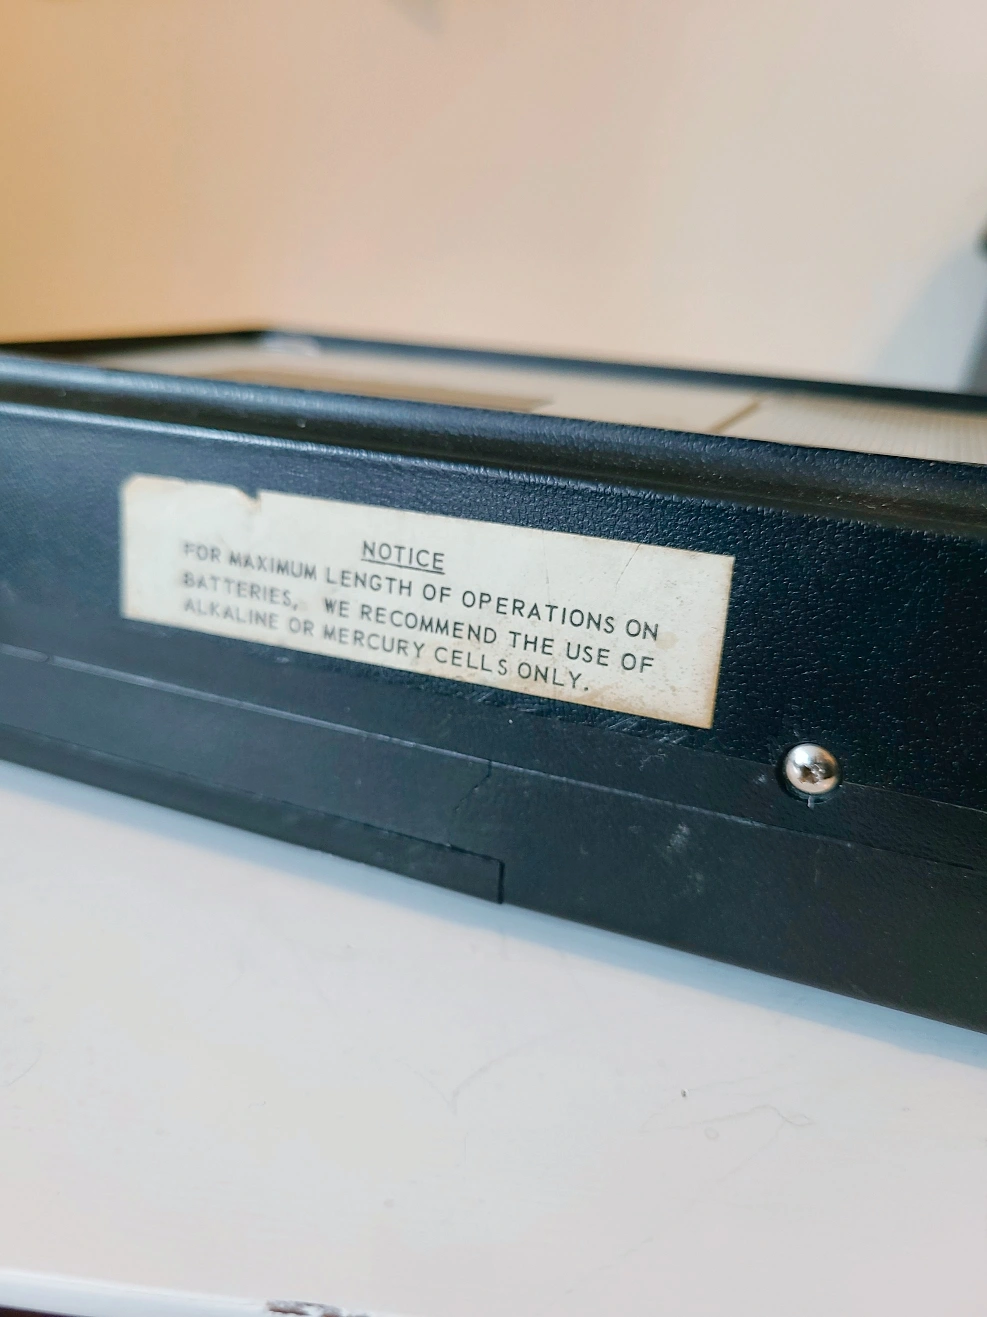 NOTICE
FOR MAXIMUM LENGTH OF OPERATIONS ON
BATTERIES, WE RECOMMEND THE USE OF
ALKALINE OR MERCURY CELLS ONLY.